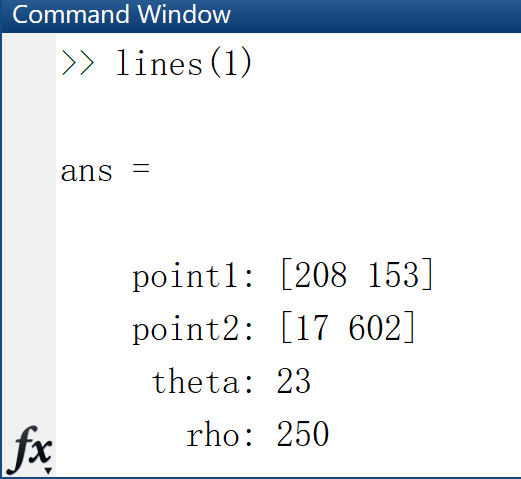 Command Window
>> lines(1)
ans =
point1: [208 153]
point2: [17 602]
theta: 23
rho: 250
fx